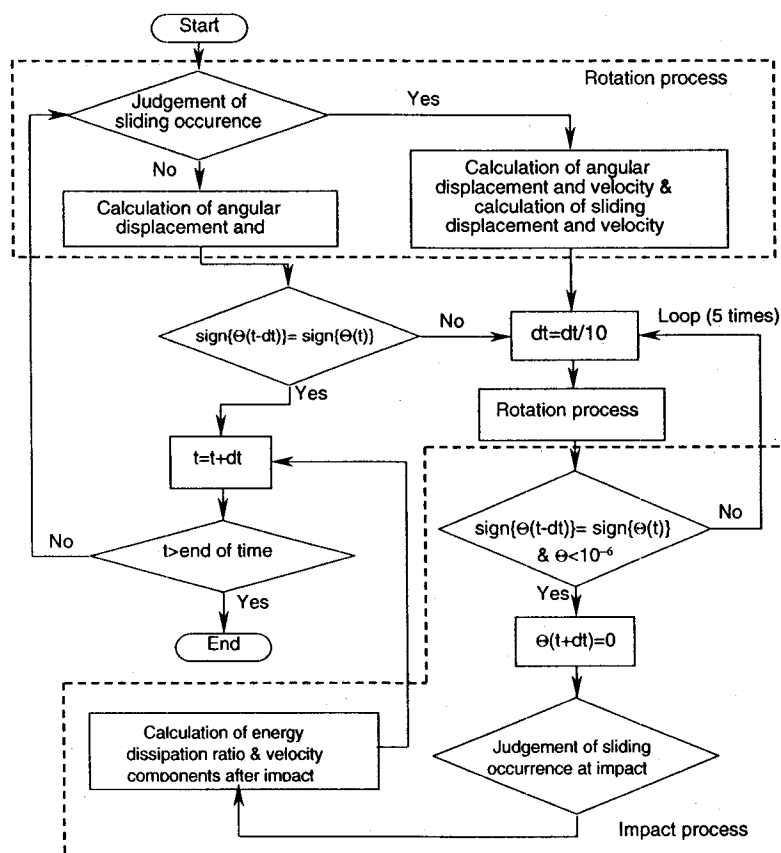 Start
Rotation process
Judgement of
sliding occurence
Yes
No
Calculation of angular
displacement and
Calculation of angular
displacement and velocity &
calculation of sliding
displacement and velocity
sign{Θ(t-dt)}= sign{Θ(t)}
No
dt=dt/10
Loop (5 times)
Yes
Rotation process
t=t+dt
sign{Θ(t-dt)}= sign{Θ(t)}
& Θ<10⁻⁶
No
No
t>end of time
Yes
Yes
End
Θ(t+dt)=0
Calculation of energy
dissipation ratio & velocity
components after impact
Judgement of sliding
occurrence at impact
Impact process